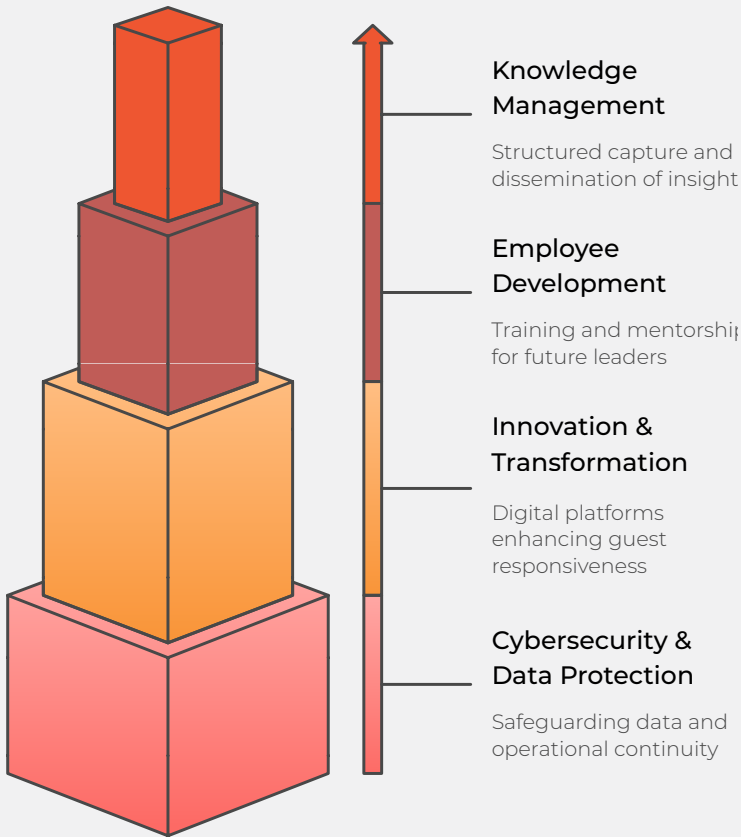 Knowledge
Management
Structured capture and
dissemination of insight
Employee
Development
Training and mentorship
for future leaders
Innovation &
Transformation
Digital platforms
enhancing guest
responsiveness
Cybersecurity &
Data Protection
Safeguarding data and
operational continuity